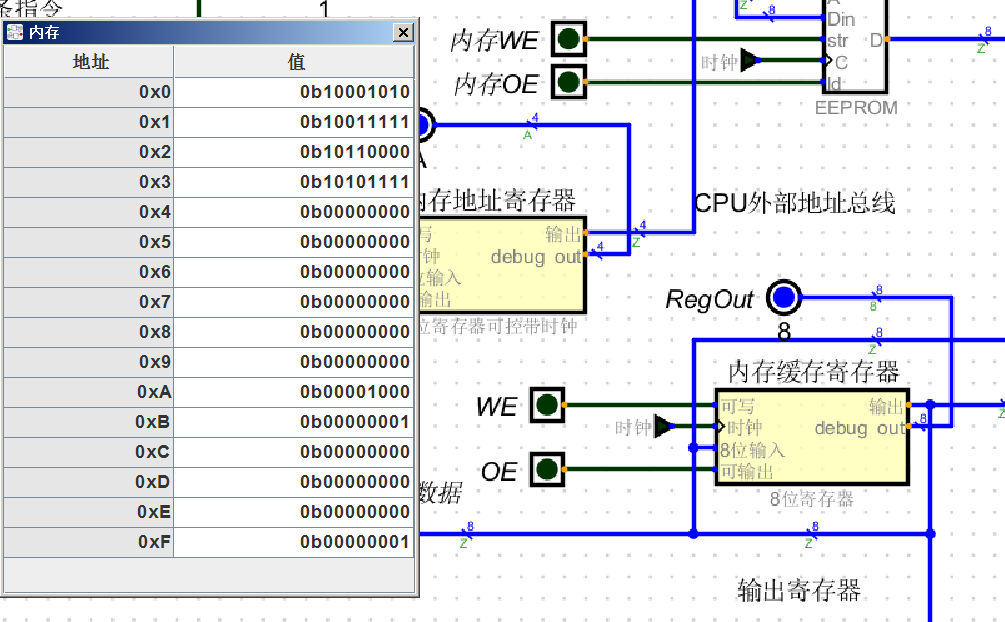 条指令
1
内存
地址 值
0x0 0b10001010
0x1 0b10011111
0x2 0b10110000
0x3 0b10101111
0x4 0b00000000
0x5 0b00000000
0x6 0b00000000
0x7 0b00000000
0x8 0b00000000
0x9 0b00000000
0xA 0b00001000
0xB 0b00000001
0xC 0b00000000
0xD 0b00000000
0xE 0b00000000
0xF 0b00000001
内存WE
内存OE
时钟
8
Z
Din
str D
C
ld
8
Z
EEPROM
4
A
A
内存地址寄存器
写 输出
钟 debug out
位输入
输出
4
Z
4
位寄存器可控带时钟
CPU外部地址总线
RegOut
8
8
8
8
Z
内存缓存寄存器
WE
时钟
OE
可写 输出
时钟 debug out
8位输入
可输出
8
Z
8位寄存器
数据
8
Z
8
Z
输出寄存器